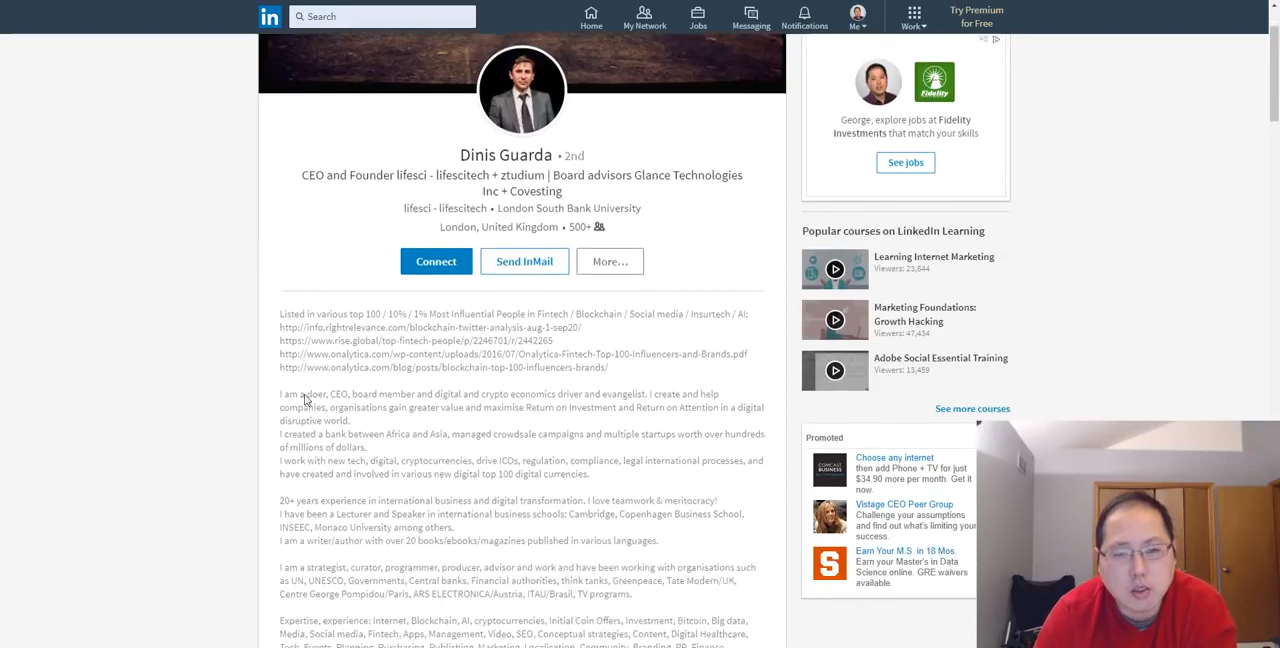 in
Search
Home
My Network
Jobs
Messaging
Notifications
Me
Work
Try Premium
for Free
Dinis Guarda • 2nd
CEO and Founder lifesci - lifescitech + ztudium | Board advisors Glance Technologies
Inc + Covesting
lifesci - lifescitech • London South Bank University
London, United Kingdom • 500+
Connect
Send InMail
More...
Listed in various top 100 / 10% / 1% Most Influential People in Fintech / Blockchain / Social media / Insurtech / AI:
http://info.rightrelevance.com/blockchain-twitter-analysis-aug-1-sep20/
https://www.rise.global/top-fintech-people/p/2246701/r/2442265
http://www.onalytica.com/wp-content/uploads/2016/07/Onalytica-Fintech-Top-100-Influencers-and-Brands.pdf
http://www.onalytica.com/blog/posts/blockchain-top-100-influencers-brands/
I am a doer, CEO, board member and digital and crypto economics driver and evangelist. I create and help
companies, organisations gain greater value and maximise Return on Investment and Return on Attention in a digital
disruptive world.
I created a bank between Africa and Asia, managed crowdsale campaigns and multiple startups worth over hundreds
of millions of dollars.
I work with new tech, digital, cryptocurrencies, drive ICOs, regulation, compliance, legal international processes, and
have created and involved in various new digital top 100 digital currencies.
20+ years experience in international business and digital transformation. I love teamwork & meritocracy!
I have been a Lecturer and Speaker in international business schools: Cambridge, Copenhagen Business School,
INSEEC, Monaco University among others.
I am a writer/author with over 20 books/ebooks/magazines published in various languages.
I am a strategist, curator, programmer, producer, advisor and work and have been working with organisations such
as UN, UNESCO, Governments, Central banks. Financial authorities, think tanks, Greenpeace, Tate Modern/UK,
Centre George Pompidou/Paris, ARS ELECTRONICA/Austria, ITAU/Brasil, TV programs.
Expertise, experience: Internet, Blockchain, AI, cryptocurrencies, Initial Coin Offers, Investment, Bitcoin, Big data,
Media, Social media, Fintech, Apps, Management, Video, SEO, Conceptual strategies, Content, Digital Healthcare,
Tech, Events, Planning, Purchasing, Publishing, Marketing, Localisation, Community, Branding, PR, Finance
Fidelity
George, explore jobs at Fidelity
Investments that match your skills
See jobs
Popular courses on LinkedIn Learning
Learning Internet Marketing
Viewers: 23,844
Marketing Foundations:
Growth Hacking
Viewers: 47,434
Adobe Social Essential Training
Viewers: 13,459
See more courses
Promoted
COMCAST
BUSINESS
Choose any internet
then add Phone + TV for just
$34.90 more per month. Get it
now.
Vistage CEO Peer Group
Challenge your assumptions
and find out what's limiting your
success.
S
Earn Your M.S. in 18 Mos.
Earn your Master's in Data
Science online. GRE waivers
available.